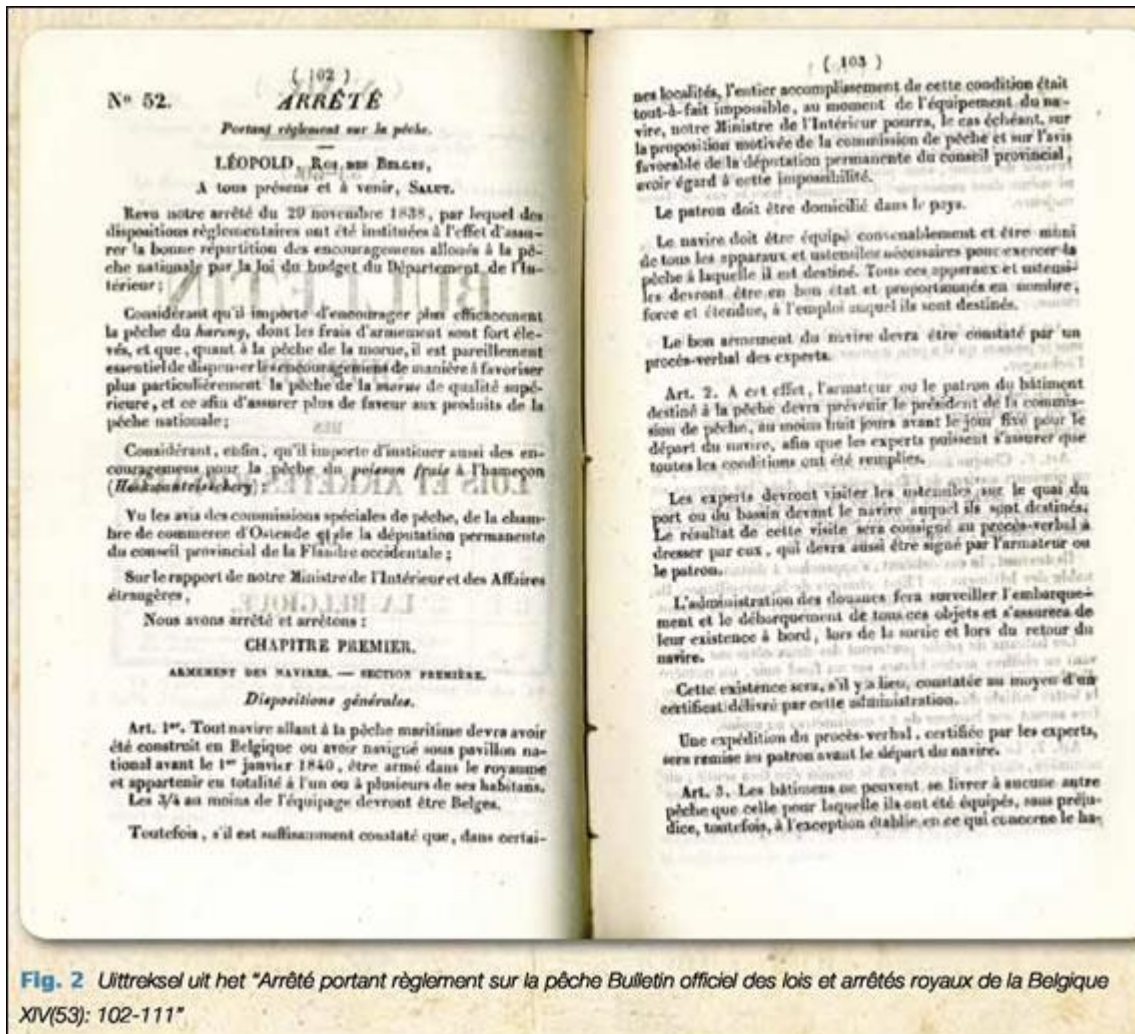 ( 102 )
Nº 52. ARRÊTÉ
Portant réglement sur la pêche.
LÉOPOLD, ROI DES BELGES,
A tous présens et à venir, SALUT.
Revu notre arrêté du 29 novembre 1838, par lequel des
dispositions réglementaires ont été instituées à l'effet d'assu-
rer la bonne répartition des encouragemens alloués à la pê-
che nationale par la loi du budget du Département de l'In-
térieur;
Considérant qu'il importe d'encourager plus efficacement
la pêche du hareng, dont les frais d'armement sont fort éle-
vés, et que, quant à la pêche de la morue, il est pareillement
essentiel de dispenser les encouragemens de manière à favoriser
plus particulièrement la pêche de la morue de qualité supé-
rieure, et ce afin d'assurer plus de faveur aux produits de la
pêche nationale;
Considérant, enfin, qu'il importe d'instituer aussi des en-
couragemens pour la pêche du poisson frais à l'hameçon
Vu les avis des commissions spéciales de pêche, de la cham-
bre de commerce d'Ostende et de la députation permanente
du conseil provincial de la Flandre occidentale;
Sur le rapport de notre Ministre de l'Intérieur et des Affaires
étrangères,
Nous avons arrêté et arrêtons :
CHAPITRE PREMIER.
ARMEMENT DES NAVIRES. — SECTION PREMIÈRE.
Dispositions générales.
Art. 1er. Tout navire allant à la pêche maritime devra avoir
été construit en Belgique ou avoir navigué sous pavillon na-
tional avant le 1er janvier 1840, être armé dans le royaume
et appartenir en totalité à l'un ou à plusieurs de ses habitans.
Les 3/4 au moins de l'équipage devront être Belges.
Toutefois, s'il est suffisamment constaté que, dans certai-
( 103 )
nes localités, l'entier accomplissement de cette condition était
tout-à-fait impossible, au moment de l'équipement du na-
vire, notre Ministre de l'Intérieur pourra, le cas échéant, sur
la proposition motivée de la commission de pêche et sur l'avis
favorable de la députation permanente du conseil provincial,
avoir égard à cette impossibilité.
Le patron doit être domicilié dans le pays.
Le navire doit être équipé convenablement et être muni
de tous les apparaux et ustensiles nécessaires pour exercer la
pêche à laquelle il est destiné. Tous ces apparaux et ustensi-
les devront être en bon état et proportionnés en nombre,
force et étendue, à l'emploi auquel ils sont destinés.
Le bon armement du navire devra être constaté par un
procès-verbal des experts.
Art. 2. A cet effet, l'armateur ou le patron du bâtiment
destiné à la pêche devra prévenir le président de la commis-
sion de pêche, au moins huit jours avant le jour fixé pour le
départ du navire, afin que les experts puissent s'assurer que
toutes les conditions ont été remplies.
Les experts devront visiter les ustensiles sur le quai du
port ou du bassin devant le navire auquel ils sont destinés.
Le résultat de cette visite sera consigné au procès-verbal à
dresser par eux, qui devra aussi être signé par l'armateur ou
le patron.
L'administration des douanes fera surveiller l'embarque-
ment et le débarquement de tous ces objets et s'assurera de
leur existence à bord, lors de la sortie et lors du retour du
navire.
Cette existence sera, s'il y a lieu, constatée au moyen d'un
certificat délivré par cette administration.
Une expédition du procès-verbal, certifiée par les experts,
sera remise au patron avant le départ du navire.
Art. 3. Les bâtimens ne peuvent se livrer à aucune autre
pêche que celle pour laquelle ils ont été équipés, sans préju-
dice, toutefois, à l'exception établie en ce qui concerne le ha-
Fig. 2 Uittreksel uit het "Arrêté portant règlement sur la pêche Bulletin officiel des lois et arrêtés royaux de la Belgique
XIV(53): 102-111"